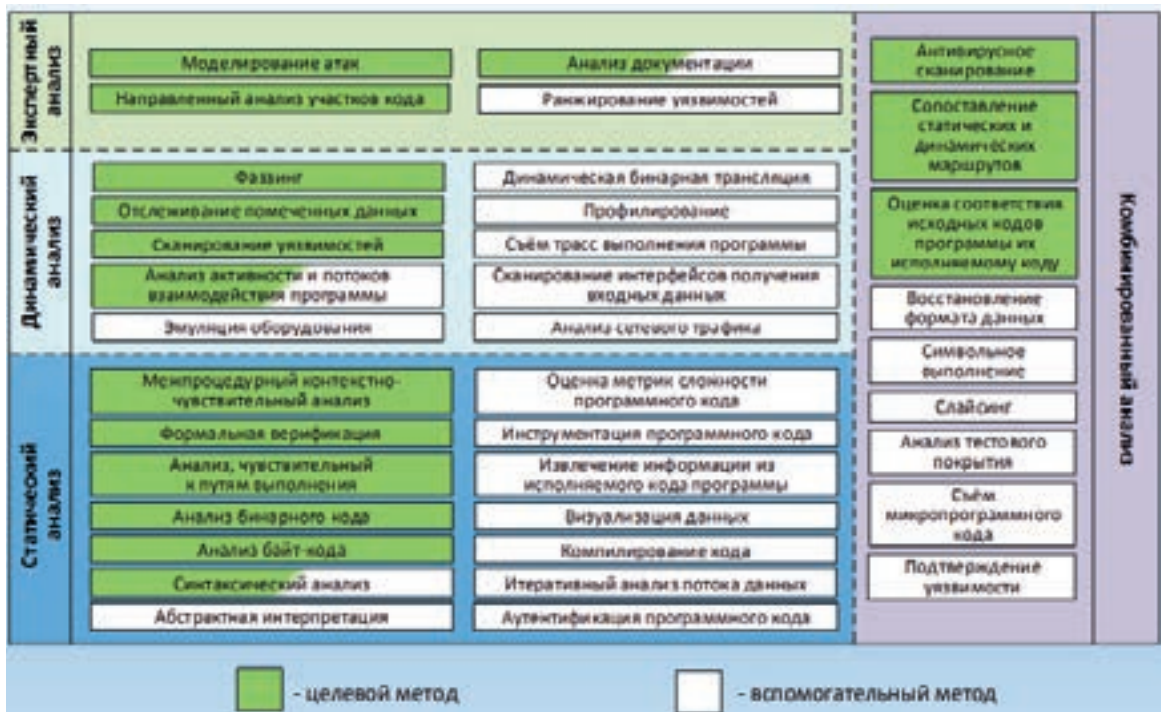 Экспертный
анализ
Моделирование атак
Направленный анализ участков кода
Анализ документации
Ранжирование уязвимостей
Динамический
анализ
Фаззинг
Отслеживание помеченных данных
Сканирование уязвимостей
Анализ активности и потоков
взаимодействия программы
Эмуляция оборудования
Динамическая бинарная трансляция
Профилирование
Съём трасс выполнения программы
Сканирование интерфейсов получения
входных данных
Анализ сетевого трафика
Статический
анализ
Межпроцедурный контекстно-
чувствительный анализ
Формальная верификация
Анализ, чувствительный
к путям выполнения
Анализ бинарного кода
Анализ байт-кода
Синтаксический анализ
Абстрактная интерпретация
Оценка метрик сложности
программного кода
Инструментация программного кода
Извлечение информации из
исполняемого кода программы
Визуализация данных
Компилирование кода
Итеративный анализ потока данных
Аутентификация программного кода
Антивирусное
сканирование
Сопоставление
статических и
динамических
маршрутов
Оценка соответствия
исходных кодов
программы их
исполняемому коду
Восстановление
формата данных
Символьное
выполнение
Слайсинг
Анализ тестового
покрытия
Съём
микропрограммного
кода
Подтверждение
уязвимости
Комбинированный анализ
- целевой метод
- вспомогательный метод